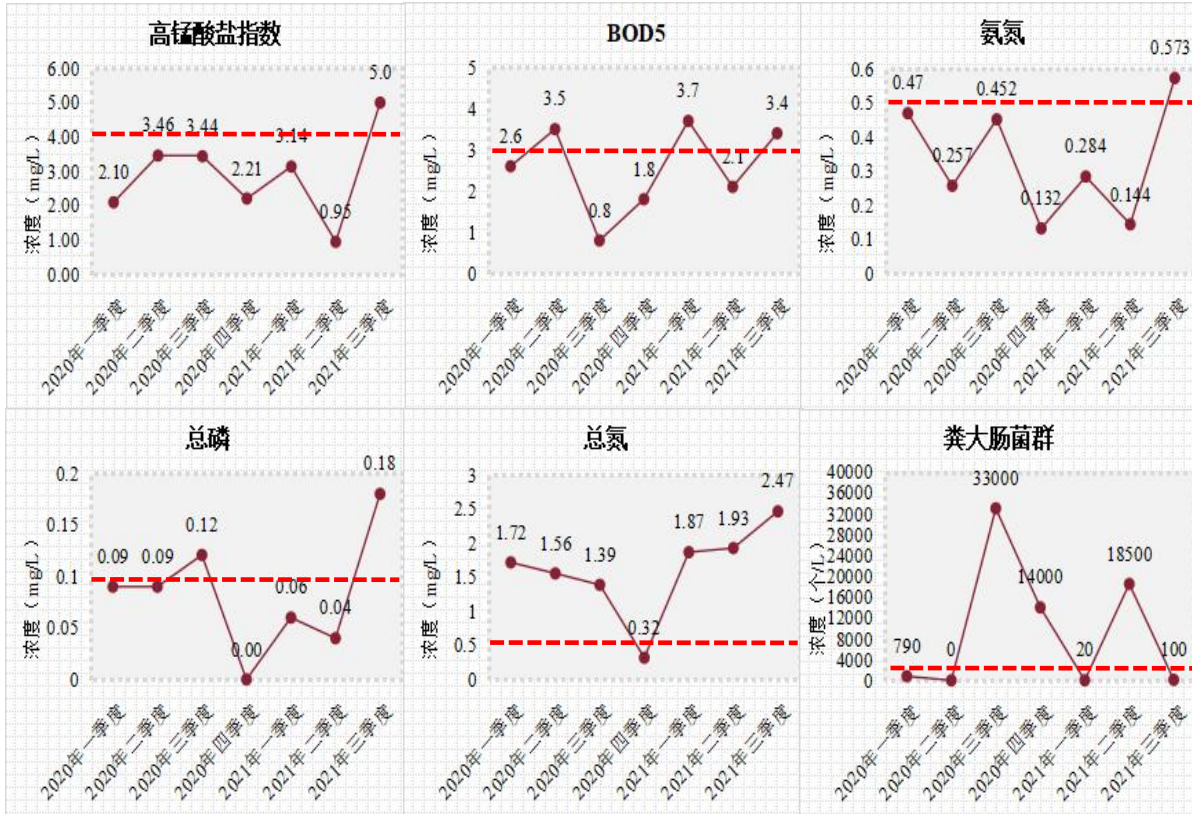 高锰酸盐指数
浓度（mg/L）
6.00
5.00
4.00
3.00
2.00
1.00
0.00
2.10
3.46
3.44
2.21
3.14
0.95
5.0
2020年一季度
2020年二季度
2020年三季度
2020年四季度
2021年一季度
2021年二季度
2021年三季度
BOD5
浓度（mg/L）
5
4
3
2
1
0
2.6
3.5
0.8
1.8
3.7
2.1
3.4
2020年一季度
2020年二季度
2020年三季度
2020年四季度
2021年一季度
2021年二季度
2021年三季度
氨氮
浓度（mg/L）
0.6
0.5
0.4
0.3
0.2
0.1
0
0.47
0.257
0.452
0.132
0.284
0.144
0.573
2020年一季度
2020年二季度
2020年三季度
2020年四季度
2021年一季度
2021年二季度
2021年三季度
总磷
浓度（mg/L）
0.2
0.15
0.1
0.05
0
0.09
0.09
0.12
0.00
0.06
0.04
0.18
2020年一季度
2020年二季度
2020年三季度
2020年四季度
2021年一季度
2021年二季度
2021年三季度
总氮
浓度（mg/L）
3
2.5
2
1.5
1
0.5
0
1.72
1.56
1.39
0.32
1.87
1.93
2.47
2020年一季度
2020年二季度
2020年三季度
2020年四季度
2021年一季度
2021年二季度
2021年三季度
粪大肠菌群
浓度（个/L）
40000
36000
32000
28000
24000
20000
16000
12000
8000
4000
0
790
0
33000
14000
20
18500
100
2020年一季度
2020年二季度
2020年三季度
2020年四季度
2021年一季度
2021年二季度
2021年三季度